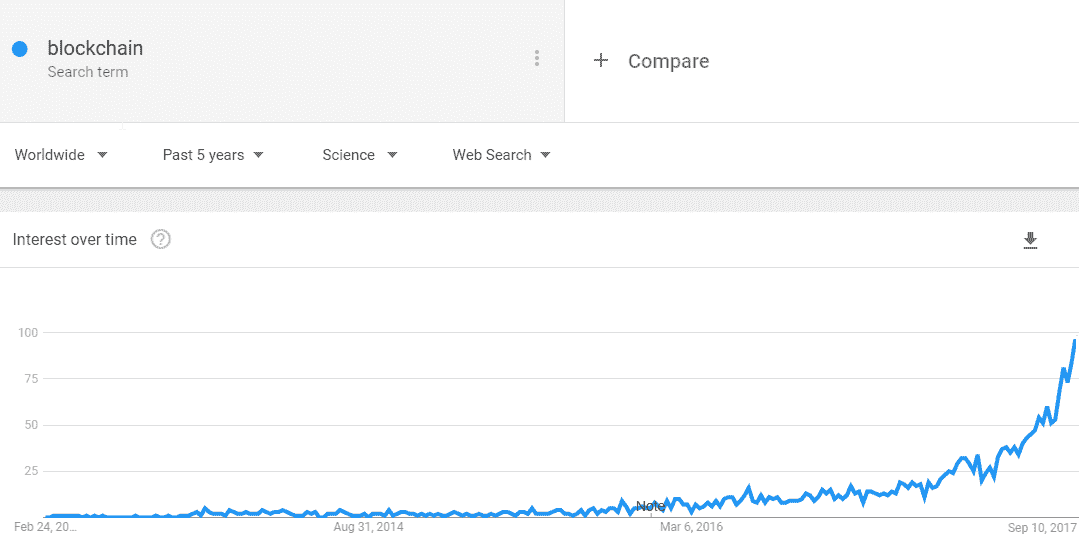 blockchain
Search term
+ Compare
Worldwide
Past 5 years
Science
Web Search
Interest over time ?
100
75
50
25
Note
Feb 24, 20...
Aug 31, 2014
Mar 6, 2016
Sep 10, 2017